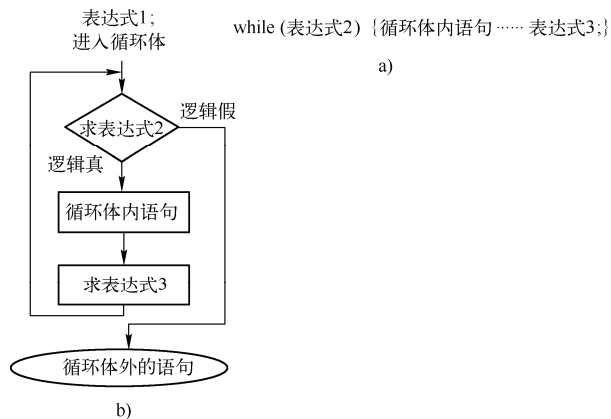 表达式1;
进入循环体
while (表达式2) {循环体内语句 ······ 表达式3;}
a)
求表达式2
逻辑假
逻辑真
循环体内语句
求表达式3
循环体外的语句
b)